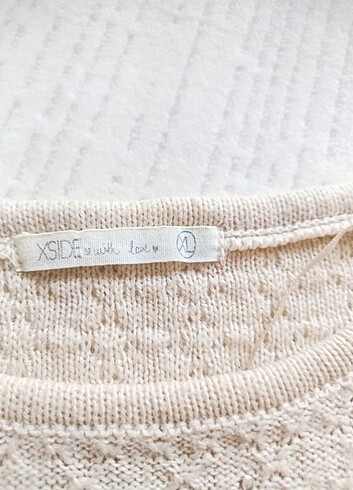 XSIDE ♥ with love ♥ XL